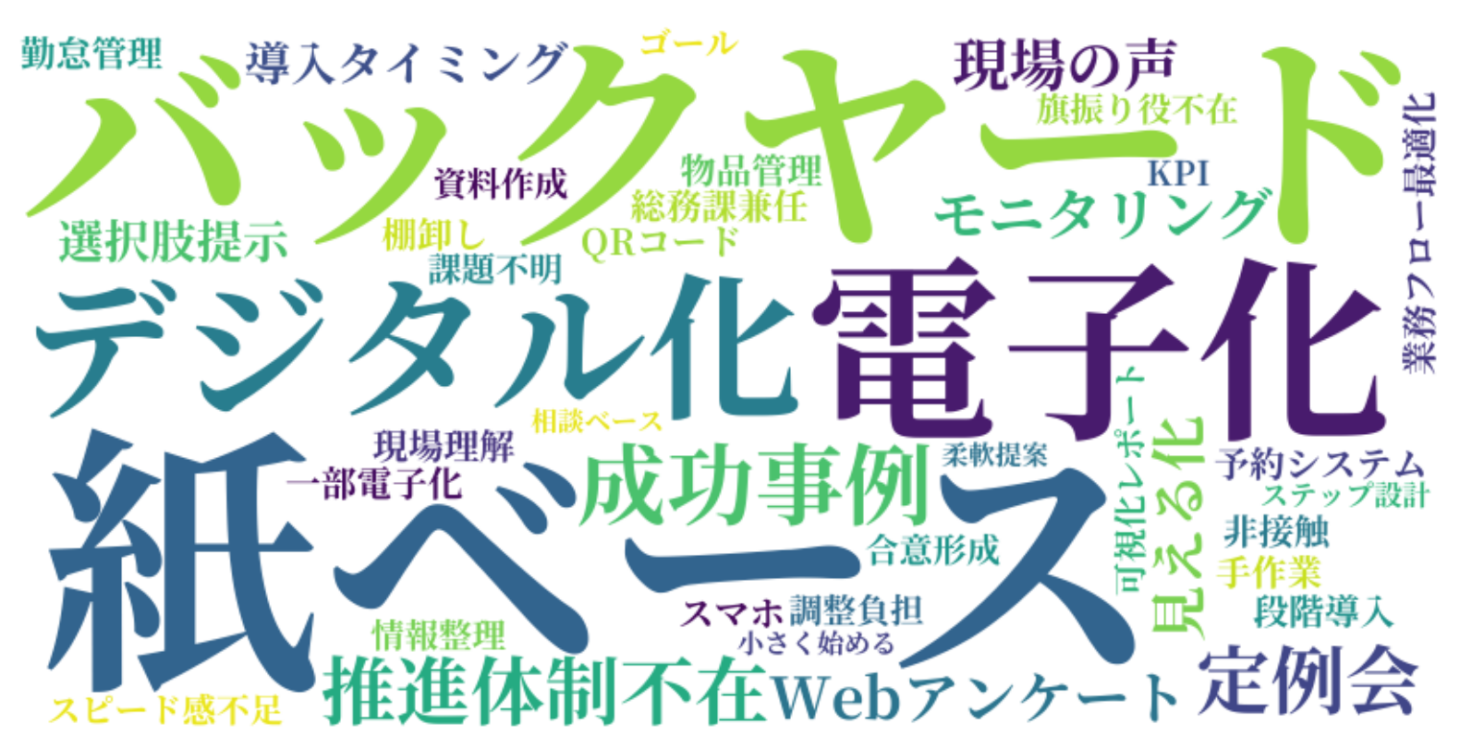 勤怠管理
導入タイミング
ゴール
現場の声
バックヤード
旗振り役不在
業務フロー最適化
資料作成
物品管理
KPI
総務課兼任
モニタリング
選択肢提示
棚卸し
QRコード
課題不明
デジタル化
電子化
相談ベース
現場理解
一部電子化
紙ベース
成功事例
柔軟提案
可視化レポート
見える化
予約システム
ステップ設計
非接触
合意形成
手作業
スマホ
調整負担
段階導入
情報整理
小さく始める
推進体制不在
Webアンケート
定例会
スピード感不足